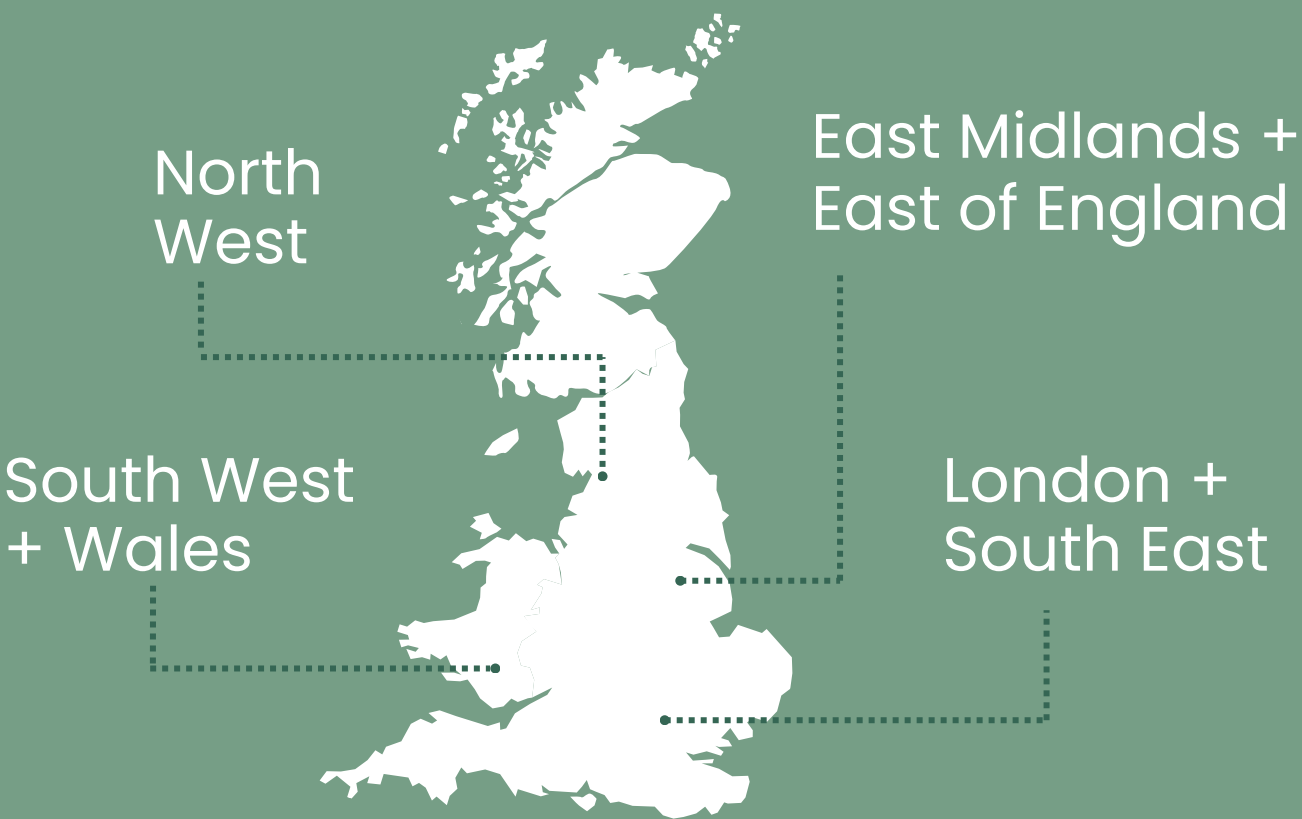 North
West
East Midlands +
East of England
South West
+ Wales
London +
South East